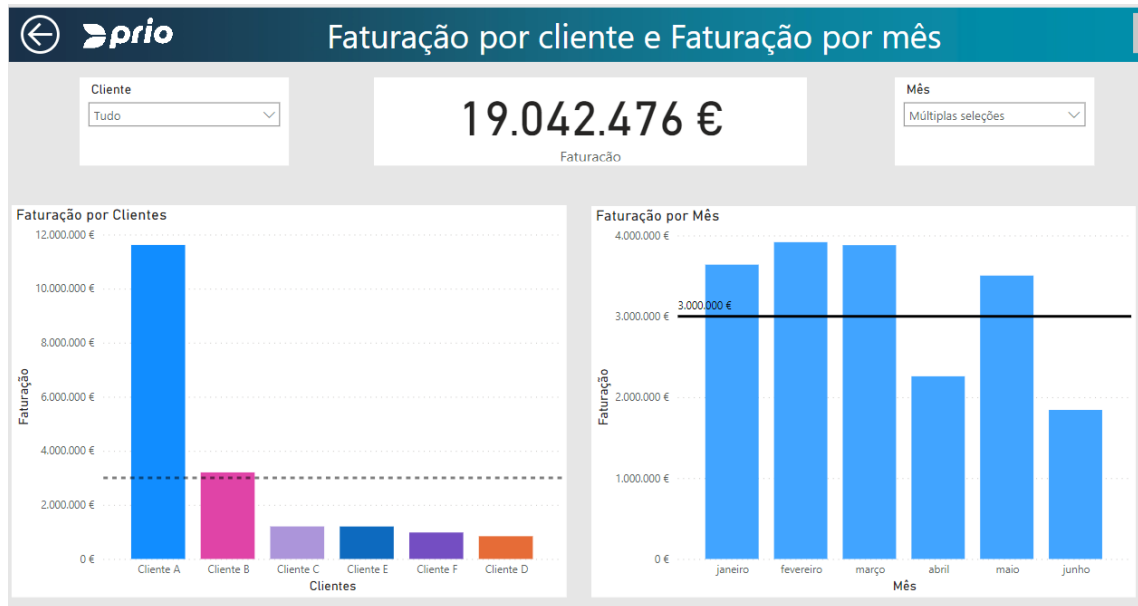 prio
Faturação por cliente e Faturação por mês
Cliente
Tudo
19.042.476 €
Faturação
Mês
Múltiplas seleções
Faturação por Clientes
12.000.000 €
10.000.000 €
8.000.000 €
6.000.000 €
4.000.000 €
2.000.000 €
0 €
Faturação
Cliente A
Cliente B
Cliente C
Cliente E
Cliente F
Cliente D
Clientes
Faturação por Mês
4.000.000 €
3.000.000 €
3.000.000 €
2.000.000 €
1.000.000 €
0 €
Faturação
janeiro
fevereiro
março
abril
maio
junho
Mês